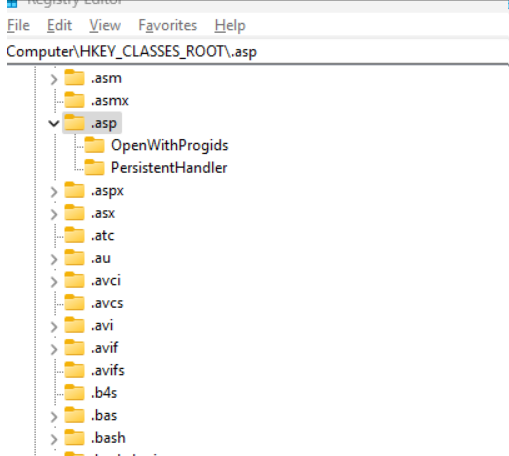 Registry Editor
File Edit View Favorites Help
Computer\HKEY_CLASSES_ROOT\.asp
.asm
.asmx
.asp
OpenWithProgids
PersistentHandler
.aspx
.asx
.atc
.au
.avci
.avcs
.avi
.avif
.avifs
.b4s
.bas
.bash